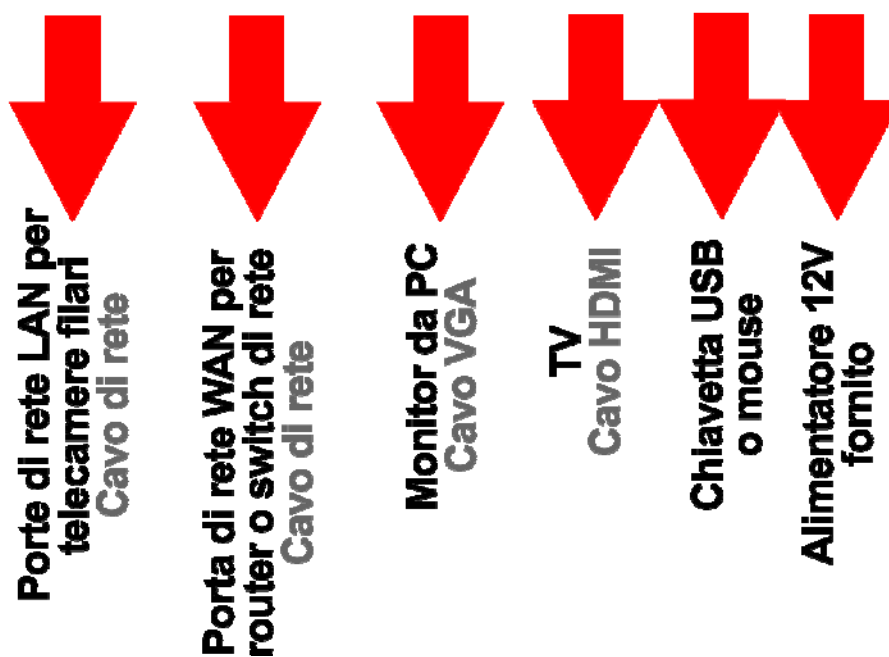 Porte di rete LAN per
telecamere filari
Cavo di rete
Porta di rete WAN per
router o switch di rete
Cavo di rete
Monitor da PC
Cavo VGA
TV
Cavo HDMI
Chiavetta USB
o mouse
Alimentatore 12V
fornito